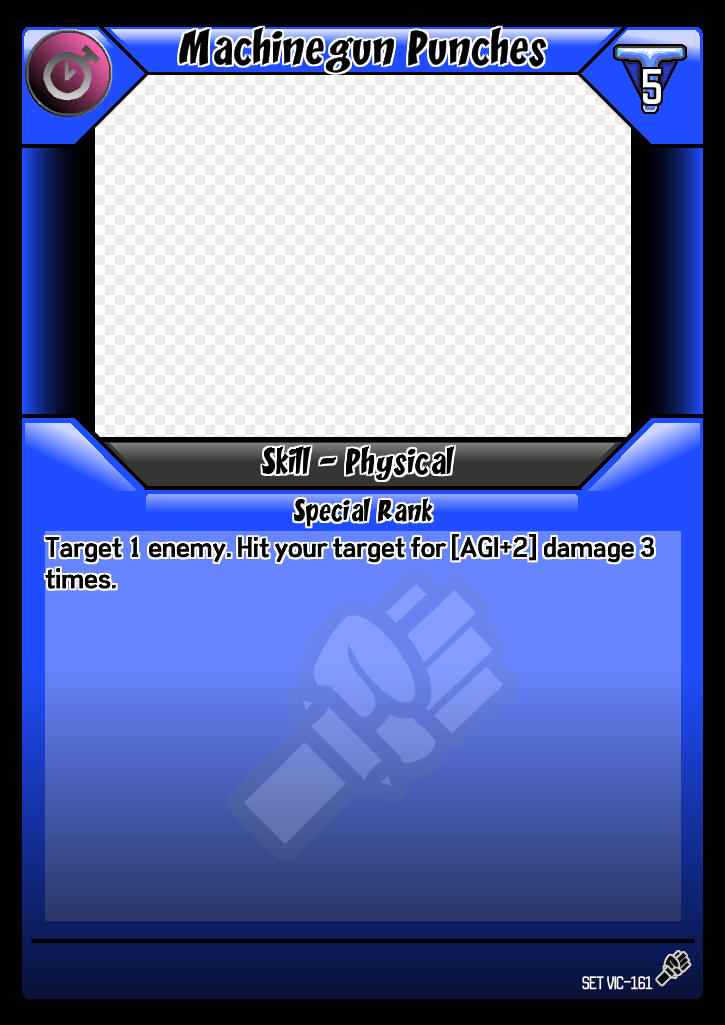 Machinegun Punches
5
Skill - Physical
Special Rank
Target 1 enemy. Hit your target for [AGI+2] damage 3
times.
SET VIC-161